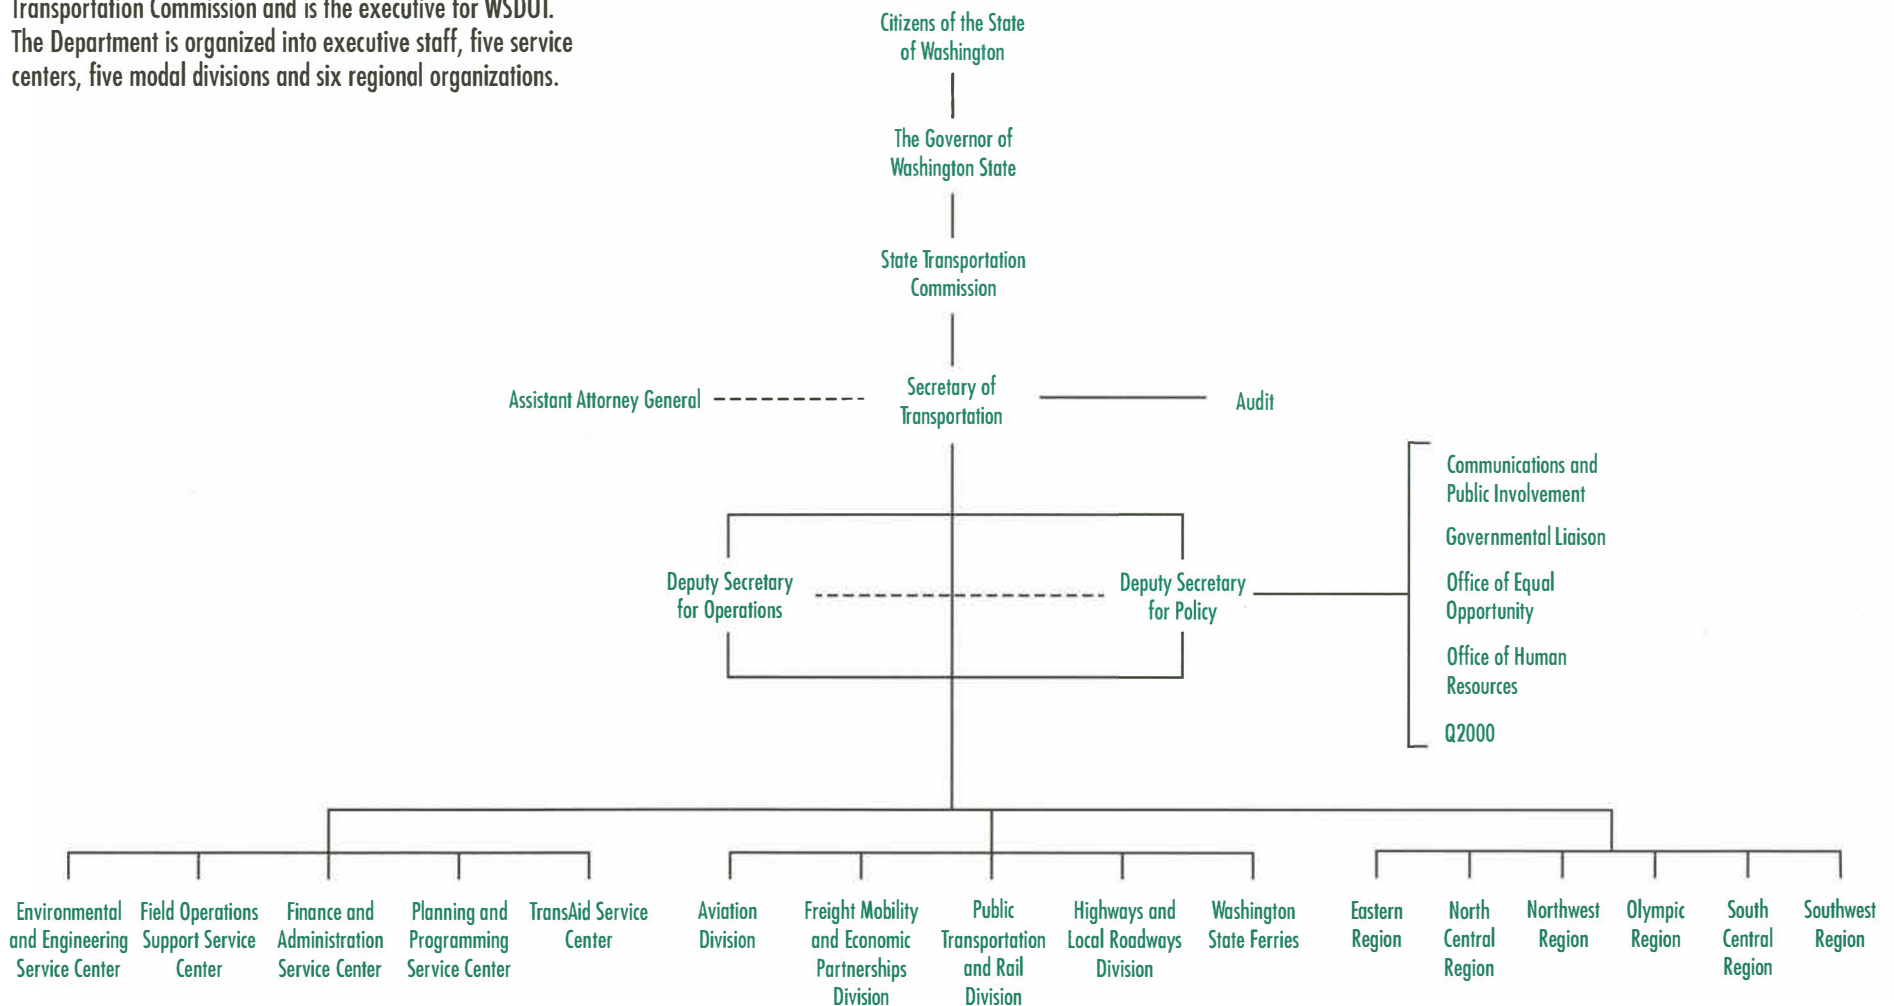 Transportation Commission and is the executive for WSDOT.
The Department is organized into executive staff, five service
centers, five modal divisions and six regional organizations.
Citizens of the State
of Washington
The Governor of
Washington State
State Transportation
Commission
Assistant Attorney General
Secretary of
Transportation
Audit
Deputy Secretary
for Operations
Deputy Secretary
for Policy
Communications and
Public Involvement
Governmental Liaison
Office of Equal
Opportunity
Office of Human
Resources
Q2000
Environmental
and Engineering
Service Center
Field Operations
Support Service
Center
Finance and
Administration
Service Center
Planning and
Programming
Service Center
TransAid Service
Center
Aviation
Division
Freight Mobility
and Economic
Partnerships
Division
Public
Transportation
and Rail
Division
Highways and
Local Roadways
Division
Washington
State Ferries
Eastern
Region
North
Central
Region
Northwest
Region
Olympic
Region
South
Central
Region
Southwest
Region